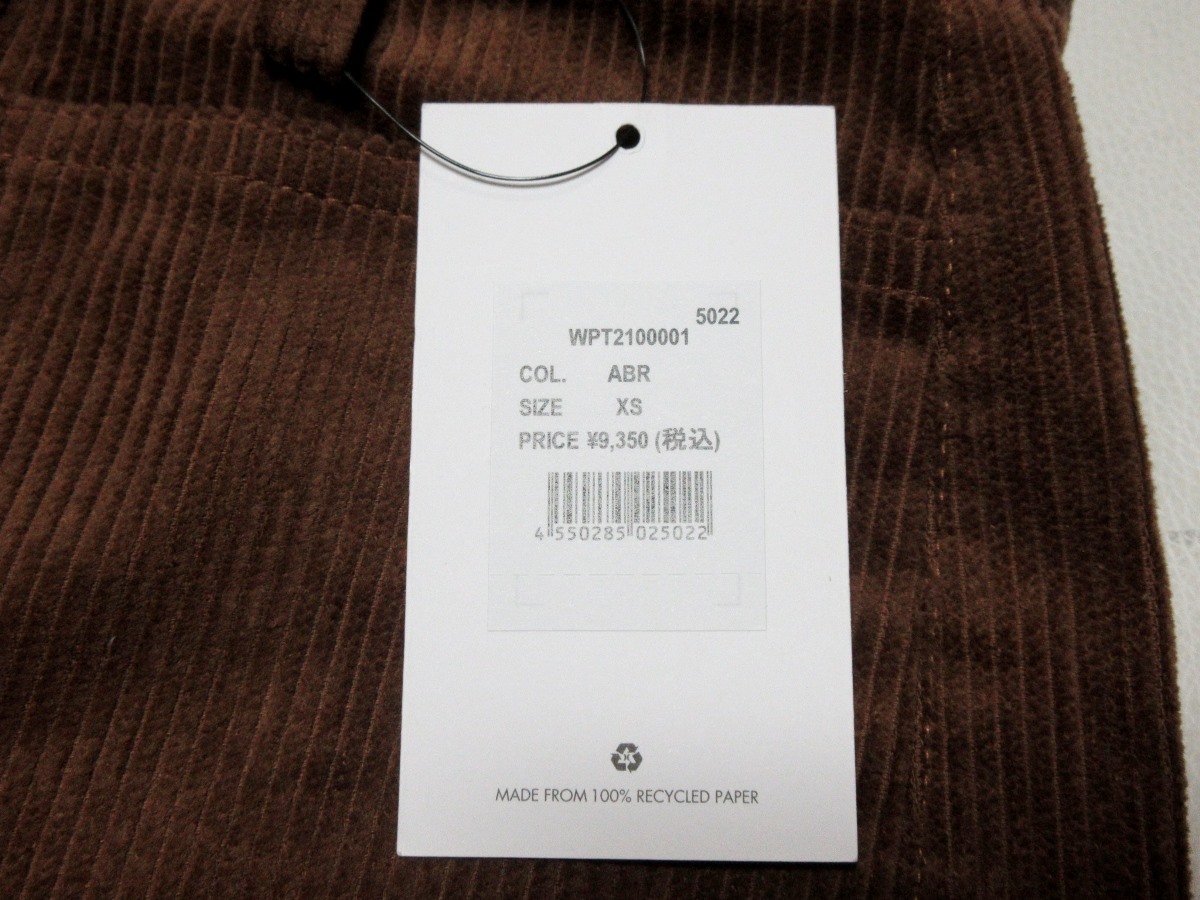 5022
WPT2100001
COL. ABR
SIZE XS
PRICE ¥9,350 (税込)
4 550285 025022
MADE FROM 100% RECYCLED PAPER